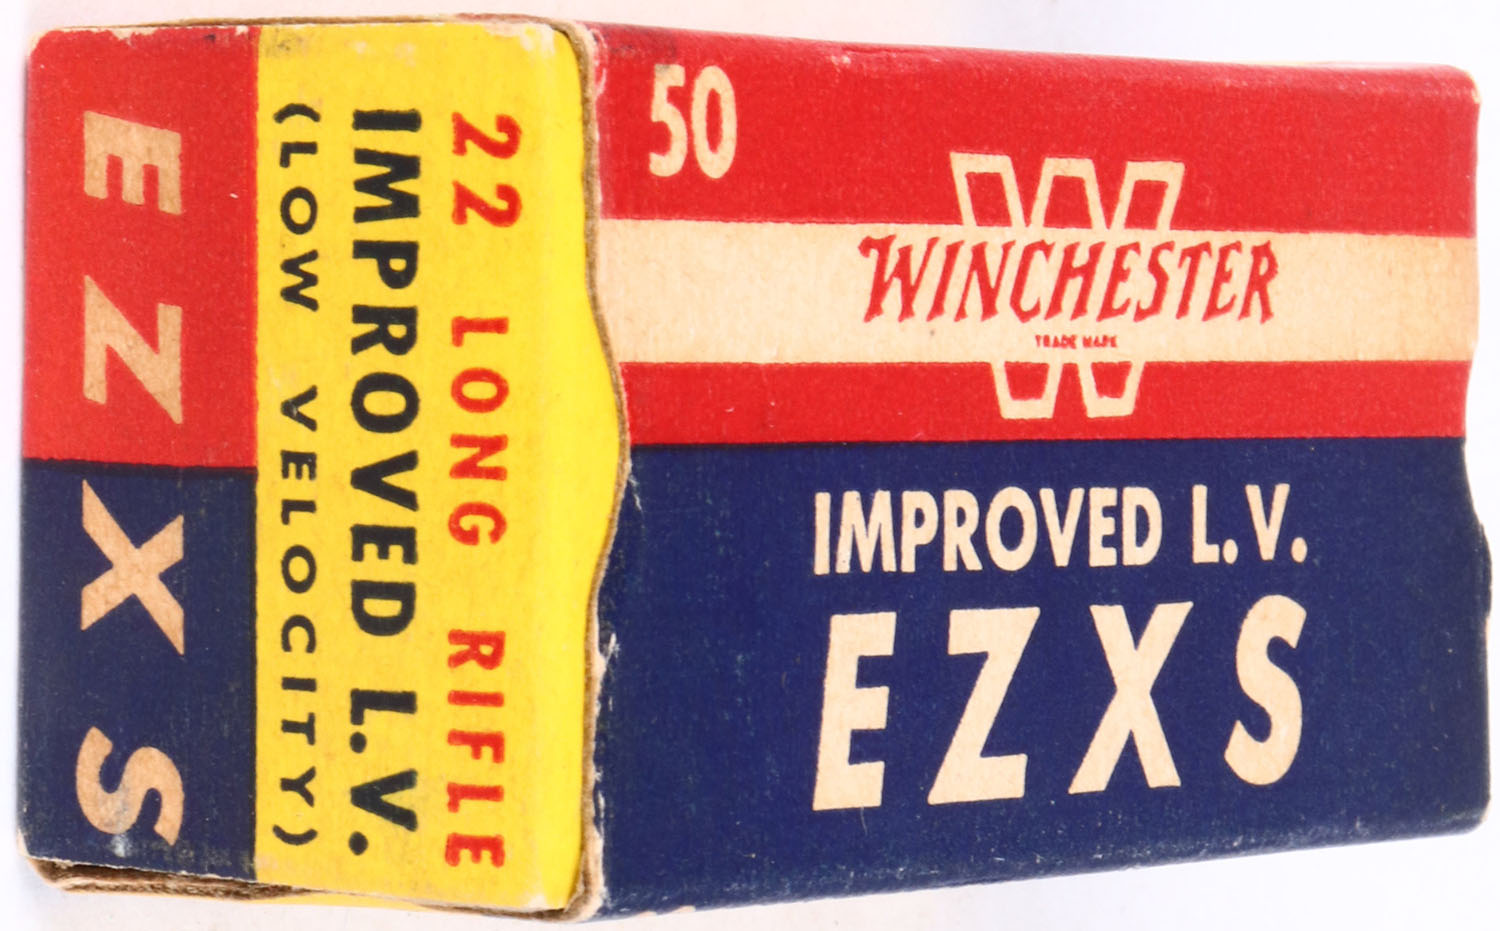 50
W
WINCHESTER
TRADE MARK
IMPROVED L.V.
EZXS
22 LONG RIFLE
IMPROVED L.V.
(LOW VELOCITY)
EZXS